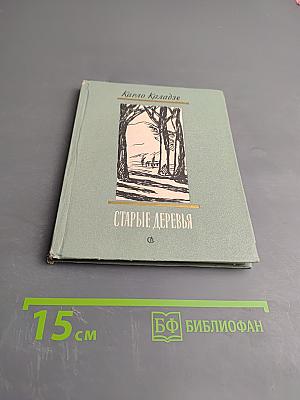 Карло Каладзе
СТАРЫЕ ДЕРЕВЬЯ
15 см
БФ БИБЛИОФАН